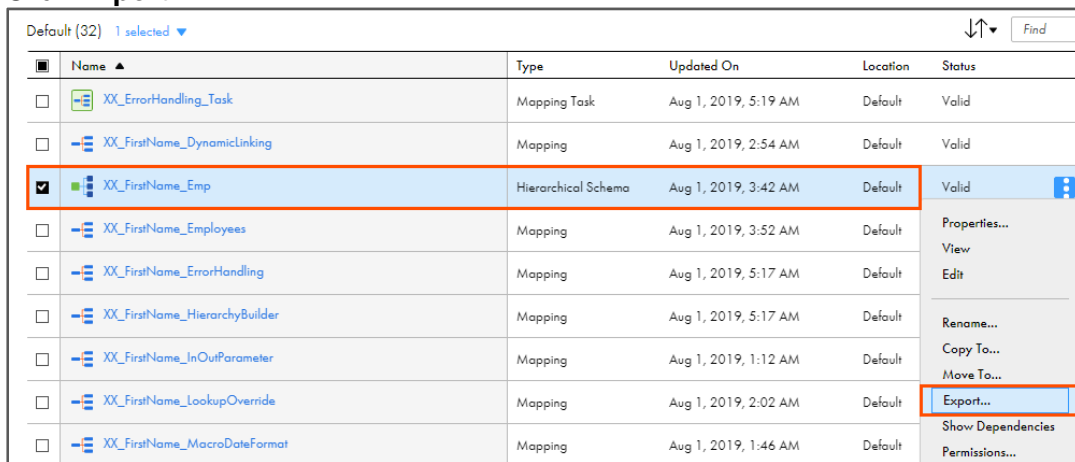 Default (32) 1 selected
Find
Name Type Updated On Location Status
XX_ErrorHandling_Task Mapping Task Aug 1, 2019, 5:19 AM Default Valid
XX_FirstName_DynamicLinking Mapping Aug 1, 2019, 2:54 AM Default Valid
XX_FirstName_Emp Hierarchical Schema Aug 1, 2019, 3:42 AM Default Valid
XX_FirstName_Employees Mapping Aug 1, 2019, 3:52 AM Default
XX_FirstName_ErrorHandling Mapping Aug 1, 2019, 5:17 AM Default
XX_FirstName_HierarchyBuilder Mapping Aug 1, 2019, 5:17 AM Default
XX_FirstName_InOutParameter Mapping Aug 1, 2019, 1:12 AM Default
XX_FirstName_LookupOverride Mapping Aug 1, 2019, 2:02 AM Default
XX_FirstName_MacroDateFormat Mapping Aug 1, 2019, 1:46 AM Default
Properties...
View
Edit
Rename...
Copy To...
Move To...
Export...
Show Dependencies
Permissions...